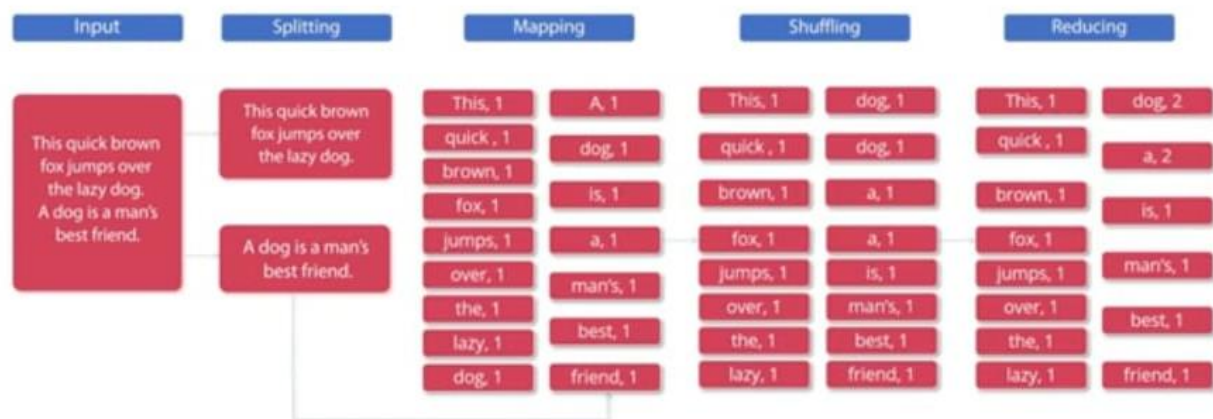 Input
Splitting
Mapping
Shuffling
Reducing
This quick brown
fox jumps over
the lazy dog.
A dog is a man's
best friend.
This quick brown
fox jumps over
the lazy dog.
A dog is a man's
best friend.
This, 1
quick , 1
brown, 1
fox, 1
jumps, 1
over, 1
the, 1
lazy, 1
dog, 1
A, 1
dog, 1
is, 1
a, 1
man's, 1
best, 1
friend, 1
This, 1
quick , 1
brown, 1
fox, 1
jumps, 1
over, 1
the, 1
lazy, 1
dog, 1
dog, 1
a, 1
a, 1
is, 1
man's, 1
best, 1
friend, 1
This, 1
quick , 1
brown, 1
fox, 1
jumps, 1
over, 1
the, 1
lazy, 1
dog, 2
a, 2
is, 1
man's, 1
best, 1
friend, 1